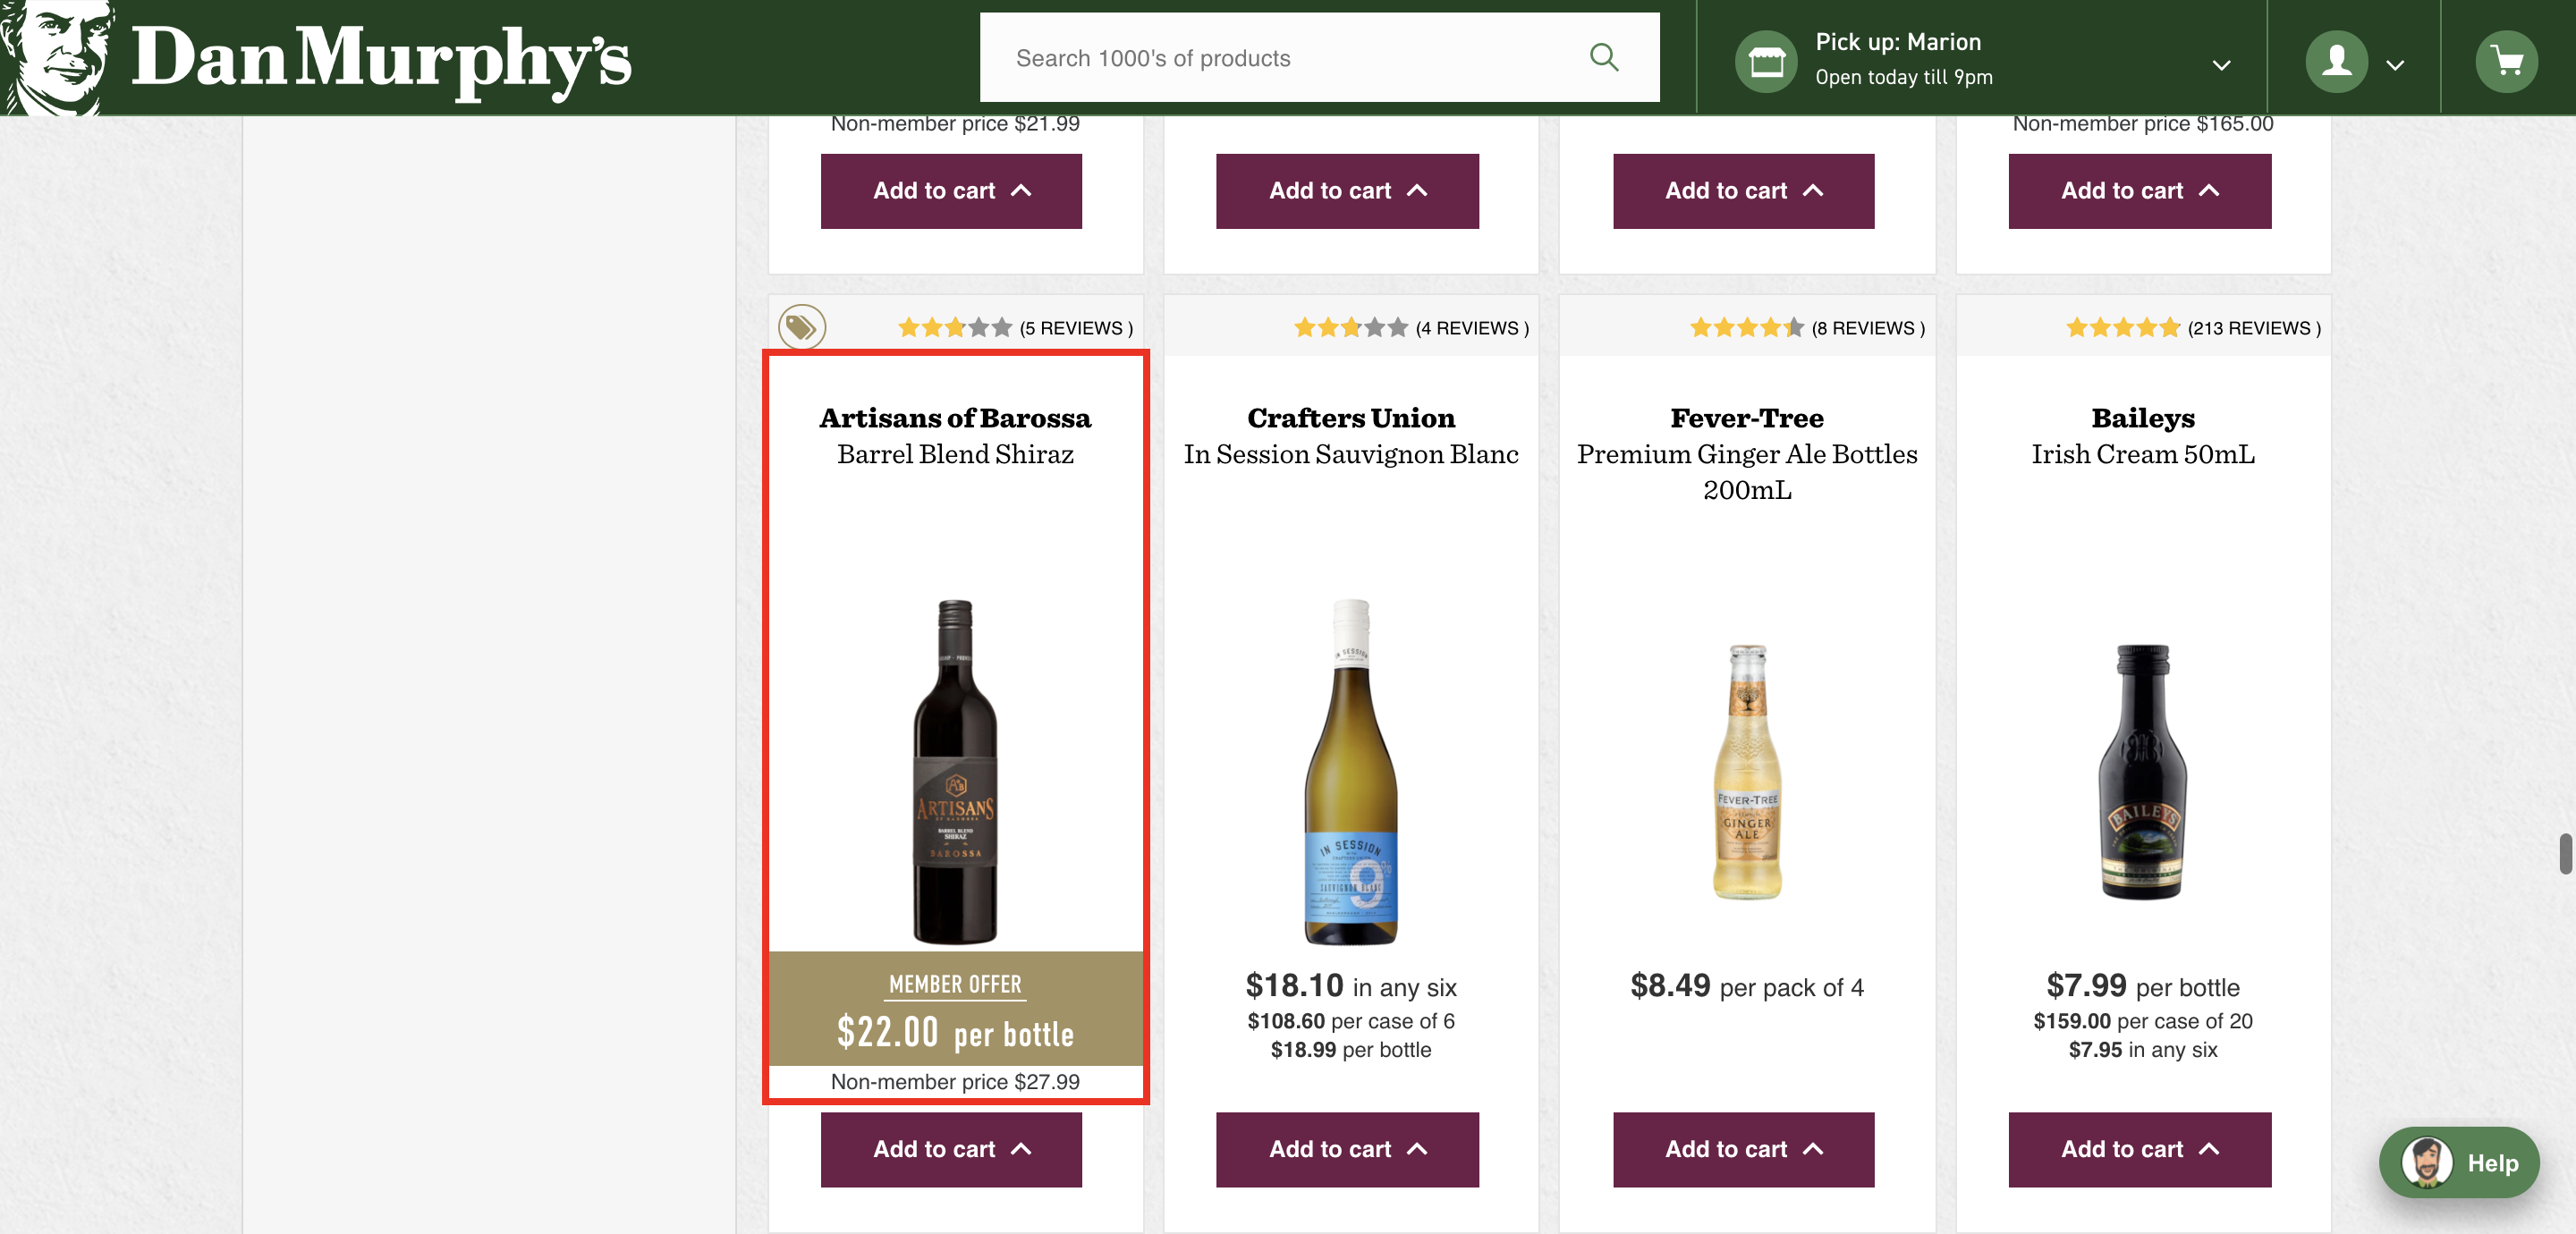 Dan Murphy's
Search 1000's of products
Pick up: Marion
Open today till 9pm
Non-member price $21.99
Non-member price $165.00
Add to cart
Add to cart
Add to cart
Add to cart
(5 REVIEWS )
(4 REVIEWS )
(8 REVIEWS )
(213 REVIEWS )
Artisans of Barossa
Barrel Blend Shiraz
Crafters Union
In Session Sauvignon Blanc
Fever-Tree
Premium Ginger Ale Bottles
200mL
Baileys
Irish Cream 50mL
ARTISANS
BARREL BLEND
SHIRAZ
BAROSSA
IN SESSION
IN SESSION
SAUVIGNON BLANC
9%
FEVER-TREE
GINGER
ALE
BAILEYS
MEMBER OFFER
$22.00 per bottle
Non-member price $27.99
$18.10 in any six
$108.60 per case of 6
$18.99 per bottle
$8.49 per pack of 4
$7.99 per bottle
$159.00 per case of 20
$7.95 in any six
Add to cart
Add to cart
Add to cart
Add to cart
Help